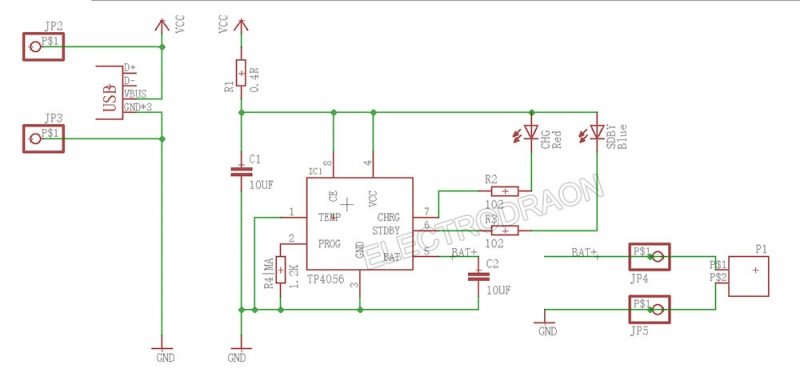 JP2
P$1
VCC
VCC
D+
D-
VBUS
GND*3
USB
JP3
P$1
R1
0.4R
CHG
Red
STDBY
Blue
C1
10UF
IC1
8
4
CE
VCC
1
TEMP
CHRG
7
STDBY
6
2
PROG
GND
BAT
5
3
TP4056
R4|MA
1.2K
R2
102
R3
102
BAT+
C2
10UF
ELECTRODRAON
BAT+
P$1
JP4
P$1
JP5
P$1
P$2
P1
+
GND
GND
GND